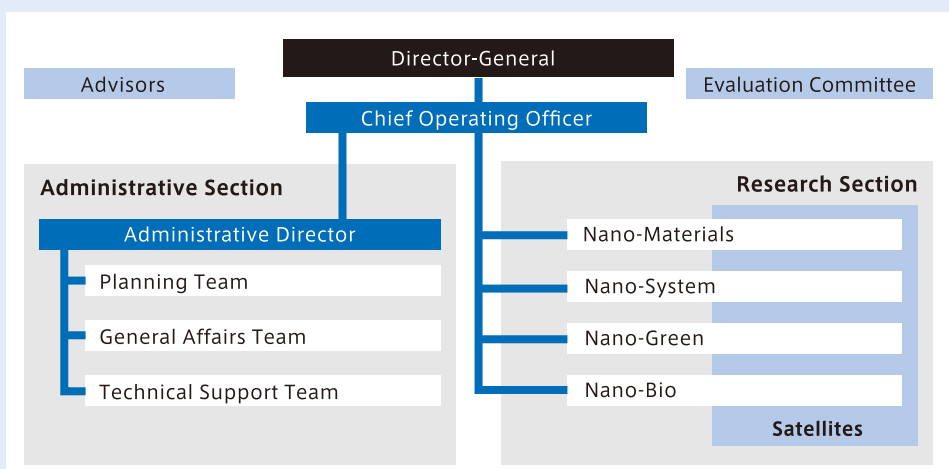 Director-General
Advisors
Evaluation Committee
Chief Operating Officer
Administrative Section
Administrative Director
Planning Team
General Affairs Team
Technical Support Team
Research Section
Nano-Materials
Nano-System
Nano-Green
Nano-Bio
Satellites